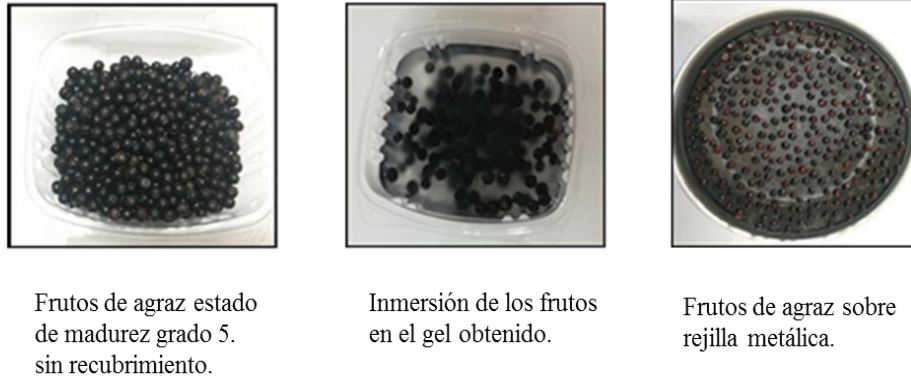 Frutos de agraz estado
de madurez grado 5.
sin recubrimiento.
Inmersión de los frutos
en el gel obtenido.
Frutos de agraz sobre
rejilla metálica.